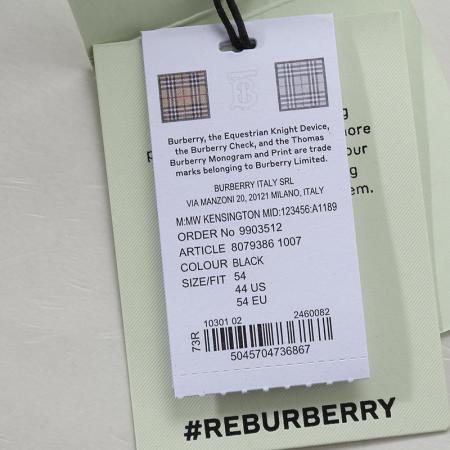 Burberry, the Equestrian Knight Device,
the Burberry Check, and the Thomas
Burberry Monogram and Print are trade
marks belonging to Burberry Limited.
BURBERRY ITALY SRL
VIA MANZONI 20, 20121 MILANO, ITALY
M:MW KENSINGTON MID:123456:A1189
ORDER No 9903512
ARTICLE 8079386 1007
COLOUR BLACK
SIZE/FIT 54
44 US
54 EU
73R
10301 02 2460082
5045704736867
#REBURBERRY